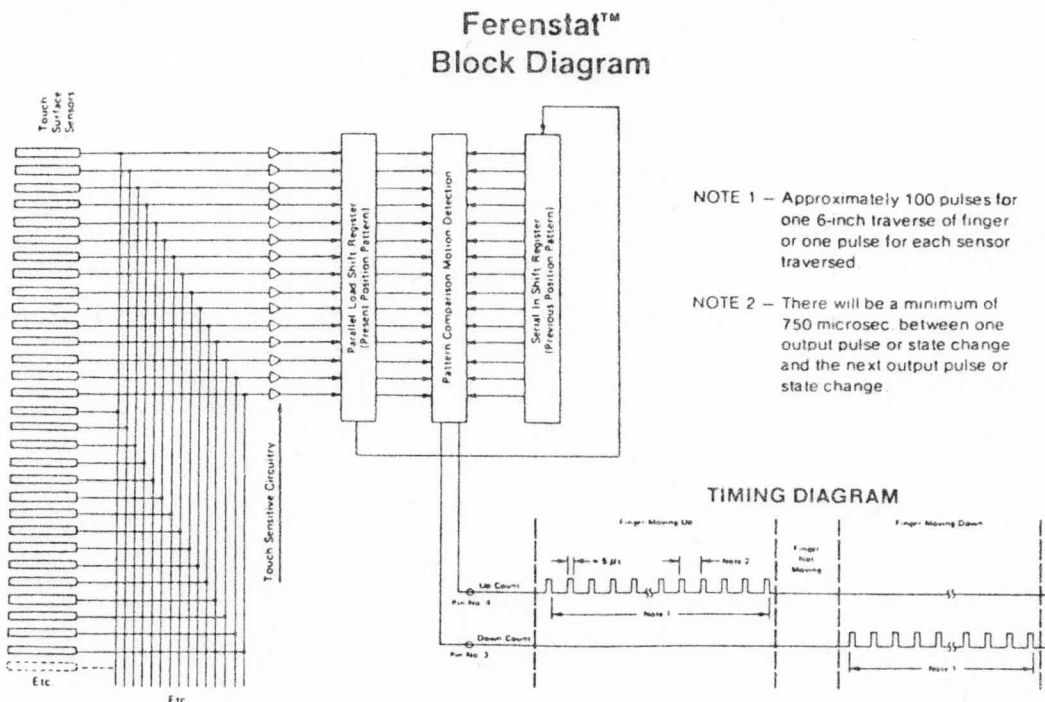 Ferenstat™
Block Diagram
Touch
Surface
Sensors
Parallel Load Shift Register
(Present Position Pattern)
Pattern Comparison Motion Detection
Serial In Shift Register
(Previous Position Pattern)
Touch Sensitive Circuitry
Etc.
Etc
NOTE 1 – Approximately 100 pulses for
one 6-inch traverse of finger
or one pulse for each sensor
traversed.
NOTE 2 – There will be a minimum of
750 microsec. between one
output pulse or state change
and the next output pulse or
state change.
TIMING DIAGRAM
Finger Moving Up
Finger
Not
Moving
Finger Moving Down
≈ 5 μs
Note 2
Up Count
Pin No. 4
Note 1
Down Count
Pin No. 3
Note 1